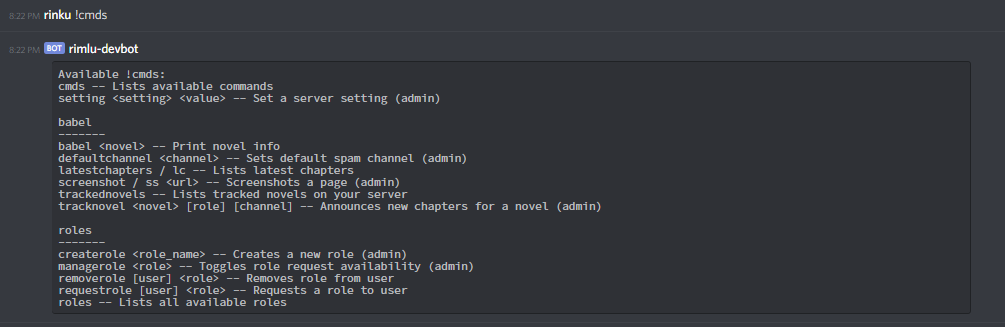 8:22 PM rinku !cmds
8:22 PM BOT rimlu-devbot
Available !cmds:
cmds -- Lists available commands
setting <setting> <value> -- Set a server setting (admin)
babel
-------
babel <novel> -- Print novel info
defaultchannel <channel> -- Sets default spam channel (admin)
latestchapters / lc -- Lists latest chapters
screenshot / ss <url> -- Screenshots a page (admin)
trackednovels -- Lists tracked novels on your server
tracknovel <novel> [role] [channel] -- Announces new chapters for a novel (admin)
roles
-------
createrole <role_name> -- Creates a new role (admin)
managerole <role> -- Toggles role request availability (admin)
removerole [user] <role> -- Removes role from user
requestrole [user] <role> -- Requests a role to user
roles -- Lists all available roles